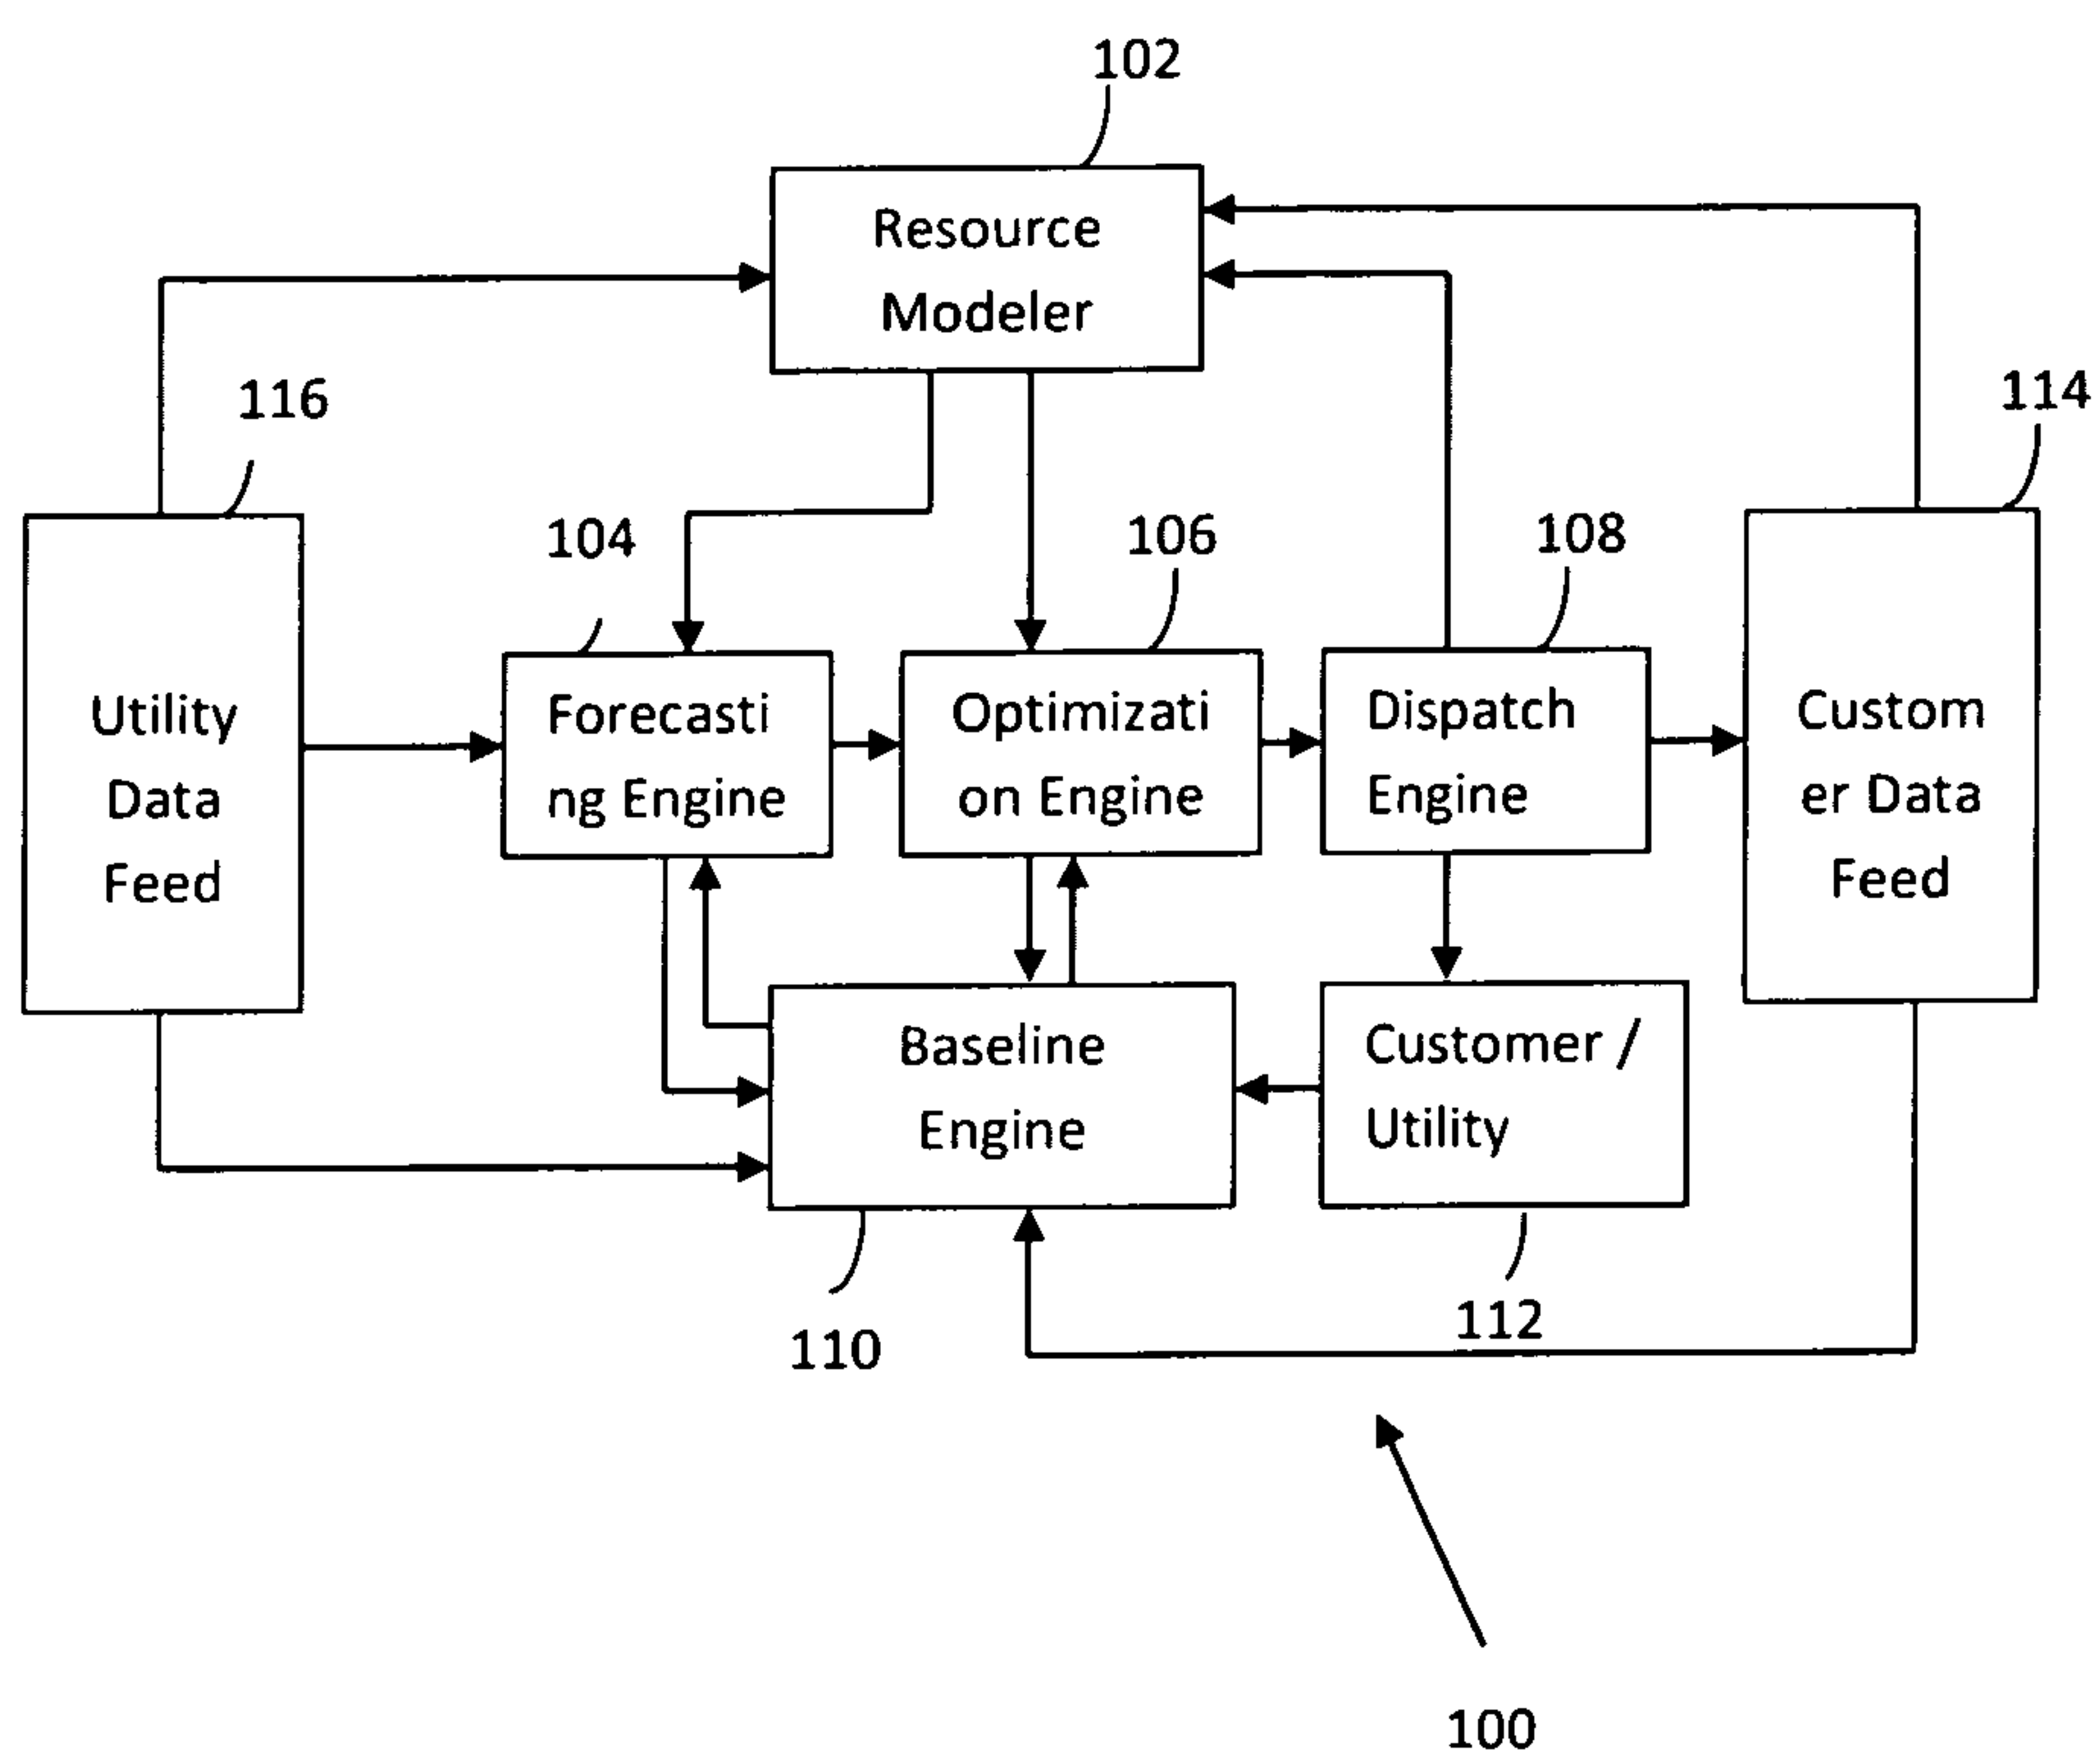 102
Resource
Modeler
116
114
104
106
108
Utility
Data
Feed
Forecasti
ng Engine
Optimizati
on Engine
Dispatch
Engine
Custom
er Data
Feed
Baseline
Engine
Customer /
Utility
110
112
100